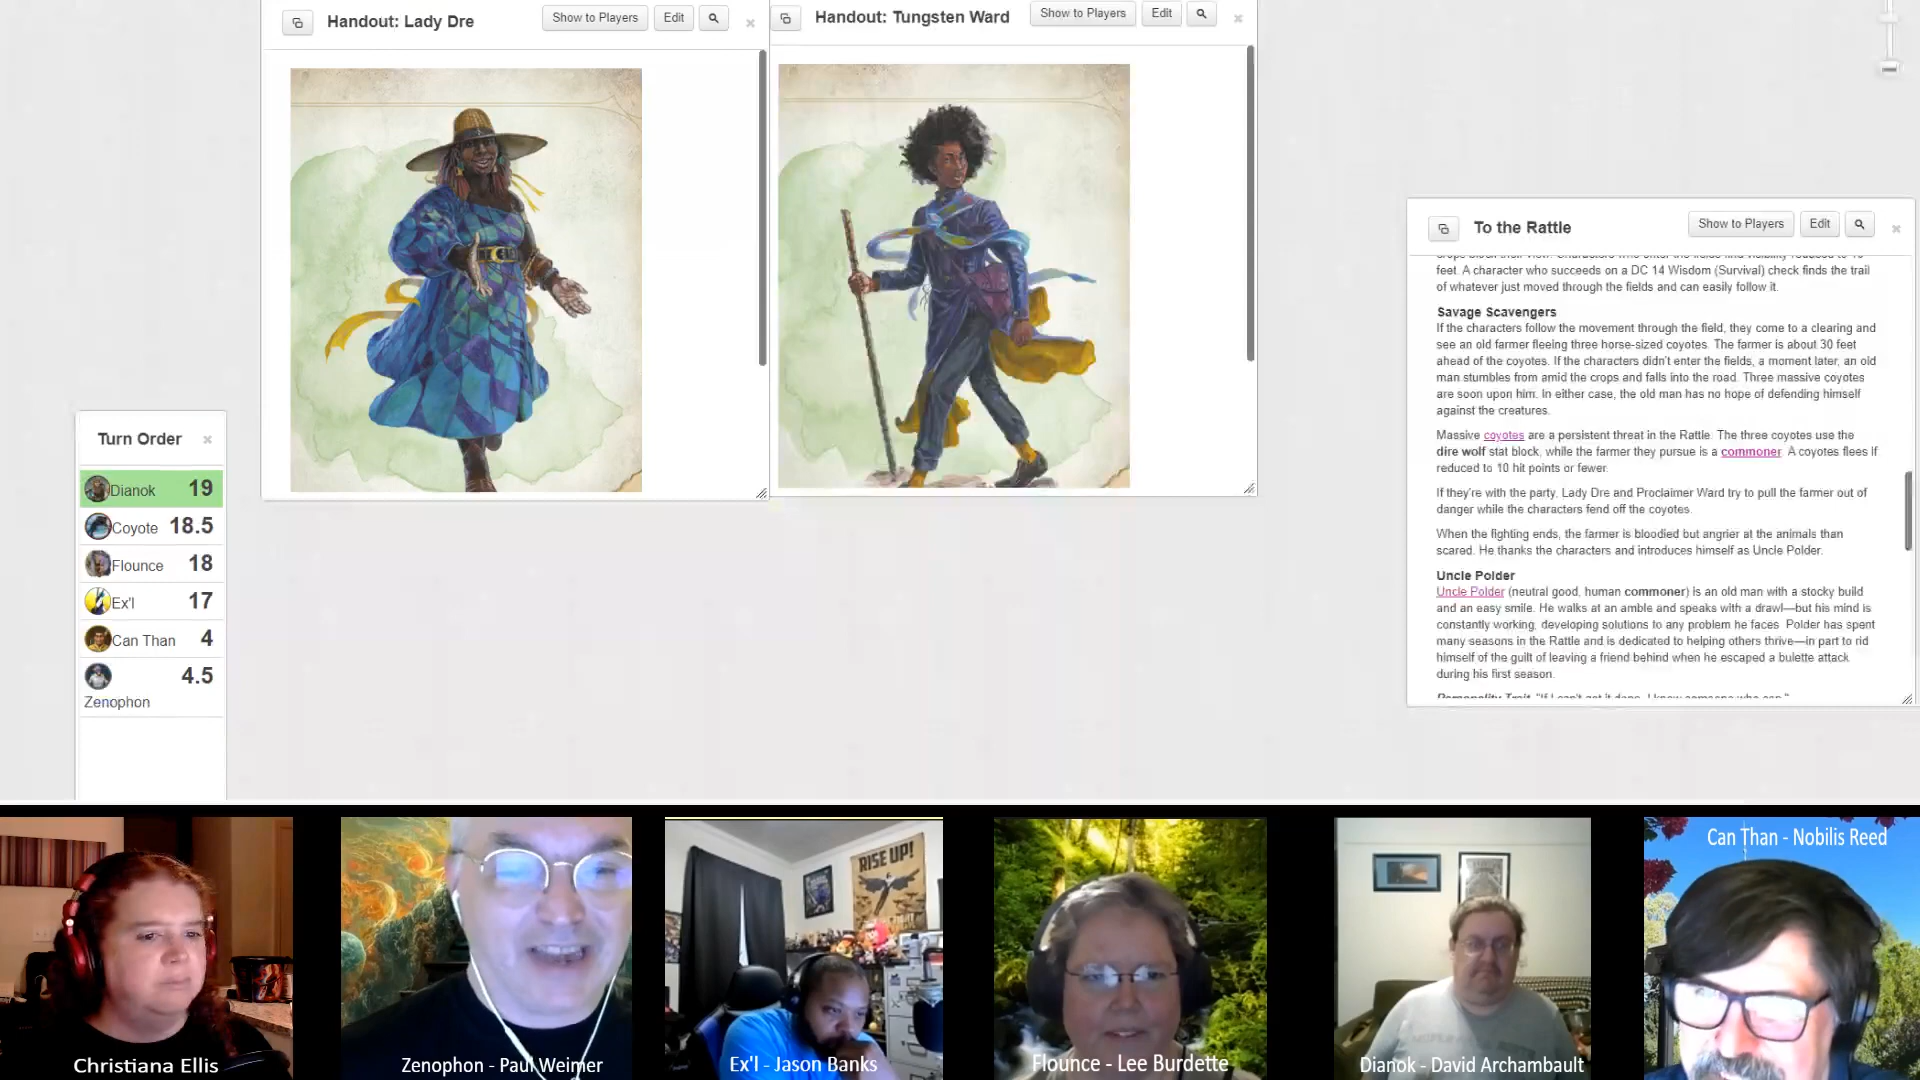 Handout: Lady Dre
Show to Players
Edit
Handout: Tungsten Ward
Show to Players
Edit
To the Rattle
Show to Players
Edit
feet. A character who succeeds on a DC 14 Wisdom (Survival) check finds the trail
of whatever just moved through the fields and can easily follow it.
Savage Scavengers
If the characters follow the movement through the field, they come to a clearing and
see an old farmer fleeing three horse-sized coyotes. The farmer is about 30 feet
ahead of the coyotes. If the characters didn't enter the fields, a moment later, an old
man stumbles from amid the crops and falls into the road. Three massive coyotes
are soon upon him. In either case, the old man has no hope of defending himself
against the creatures.
Massive coyotes are a persistent threat in the Rattle. The three coyotes use the
dire wolf stat block, while the farmer they pursue is a commoner. A coyotes flees if
reduced to 10 hit points or fewer.
If they're with the party, Lady Dre and Proclaimer Ward try to pull the farmer out of
danger while the characters fend off the coyotes.
When the fighting ends, the farmer is bloodied but angrier at the animals than
scared. He thanks the characters and introduces himself as Uncle Polder.
Uncle Polder
Uncle Polder (neutral good, human commoner) is an old man with a stocky build
and an easy smile. He walks at an amble and speaks with a drawl—but his mind is
constantly working, developing solutions to any problem he faces. Polder has spent
many seasons in the Rattle and is dedicated to helping others thrive—in part to rid
himself of the guilt of leaving a friend behind when he escaped a bulette attack
during his first season.
Turn Order
Dianok 19
Coyote 18.5
Flounce 18
Ex'l 17
Can Than 4
4.5
Zenophon
RISE UP!
Can Than - Nobilis Reed
Christiana Ellis
Zenophon - Paul Weimer
Ex'l - Jason Banks
Flounce - Lee Burdette
Dianok - David Archambault